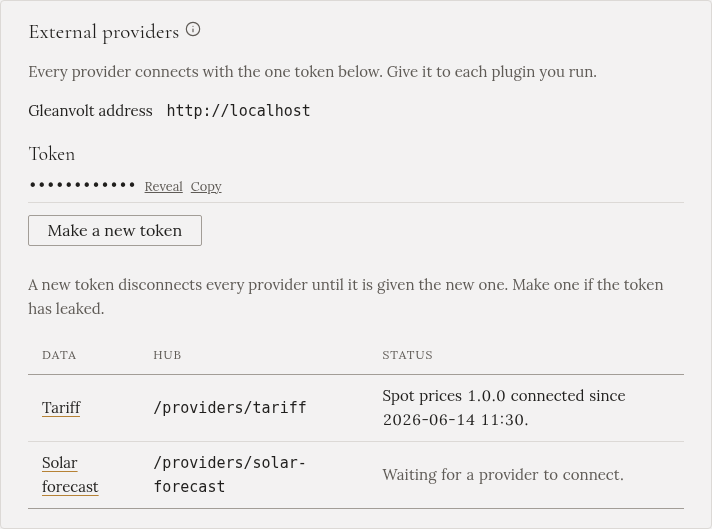 External providers
Every provider connects with the one token below. Give it to each plugin you run.
Gleanvolt address http://localhost
Token
•••••••••••• Reveal Copy
Make a new token
A new token disconnects every provider until it is given the new one. Make one if the token
has leaked.
DATA HUB STATUS
Tariff /providers/tariff Spot prices 1.0.0 connected since
2026-06-14 11:30.
Solar /providers/solar- Waiting for a provider to connect.
forecast forecast